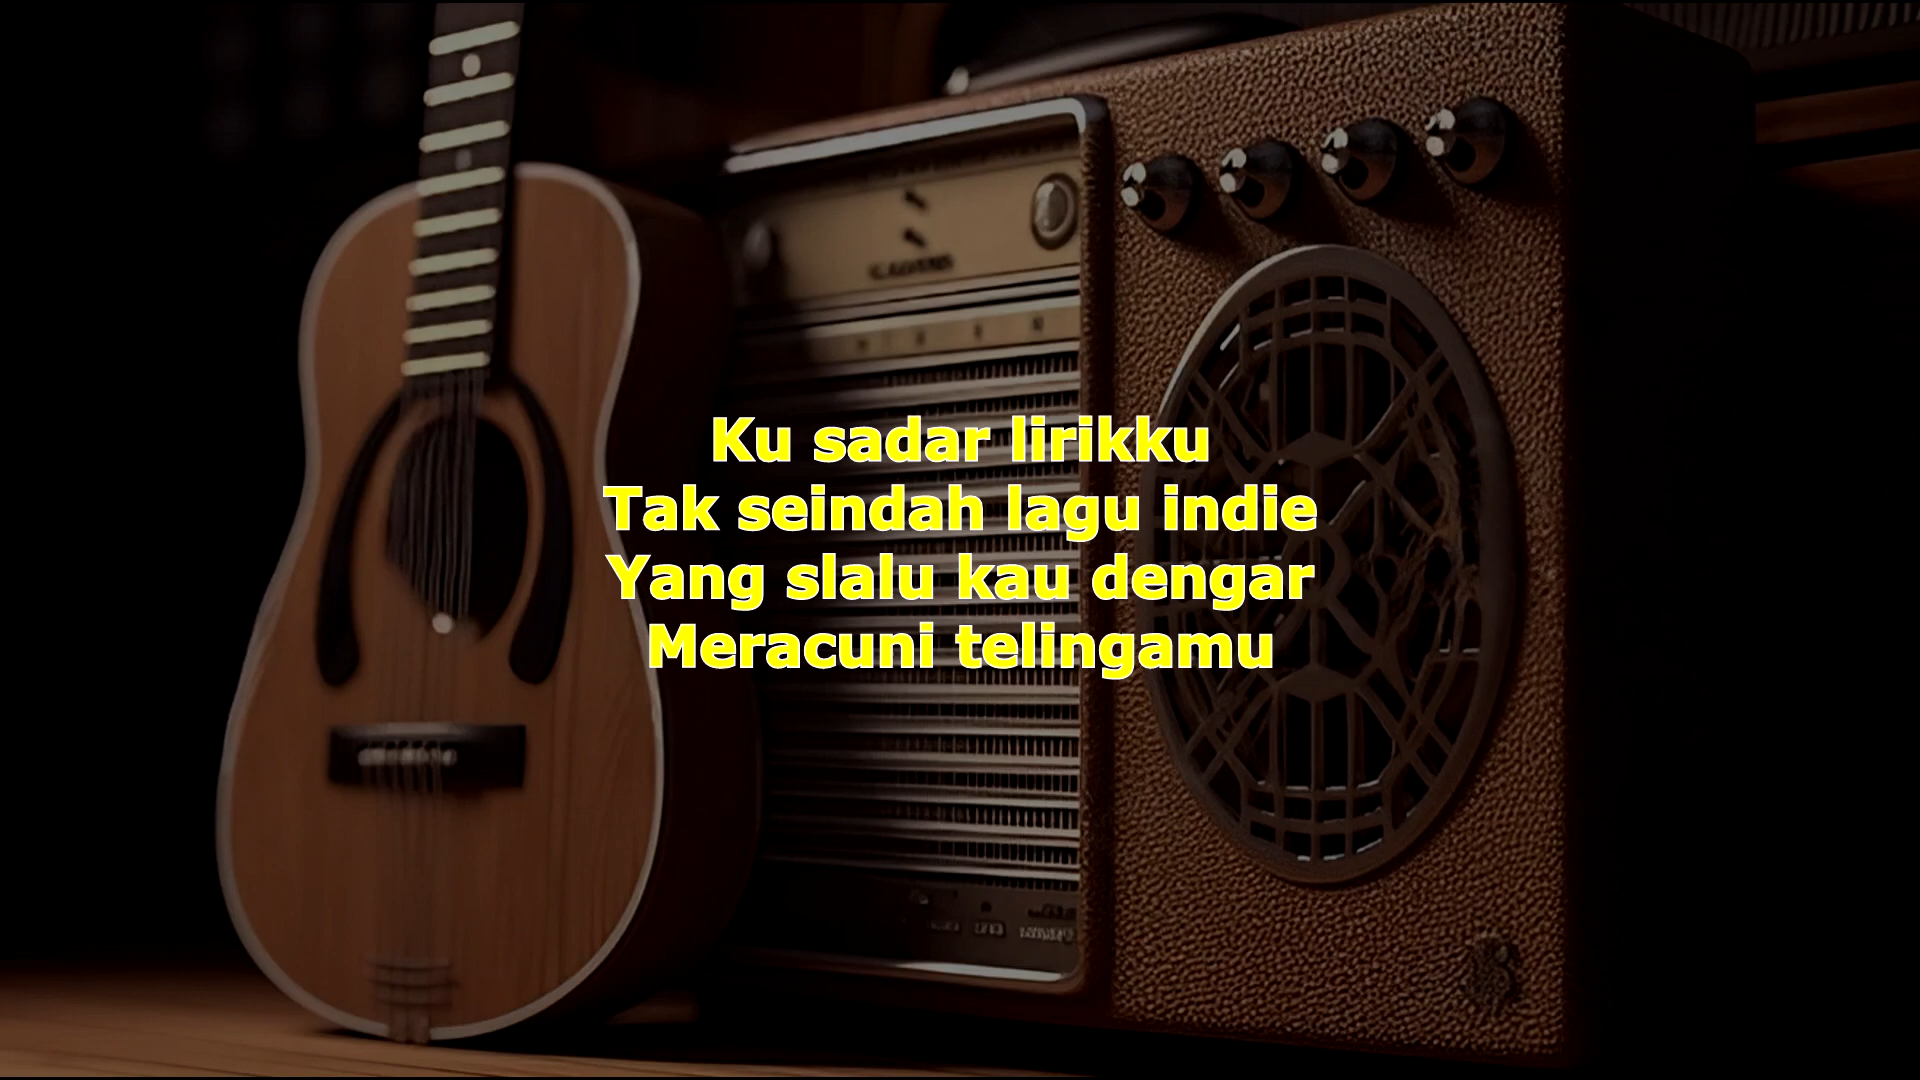 Ku sadar lirikku
Tak seindah lagu indie
Yang slalu kau dengar
Meracuni telingamu